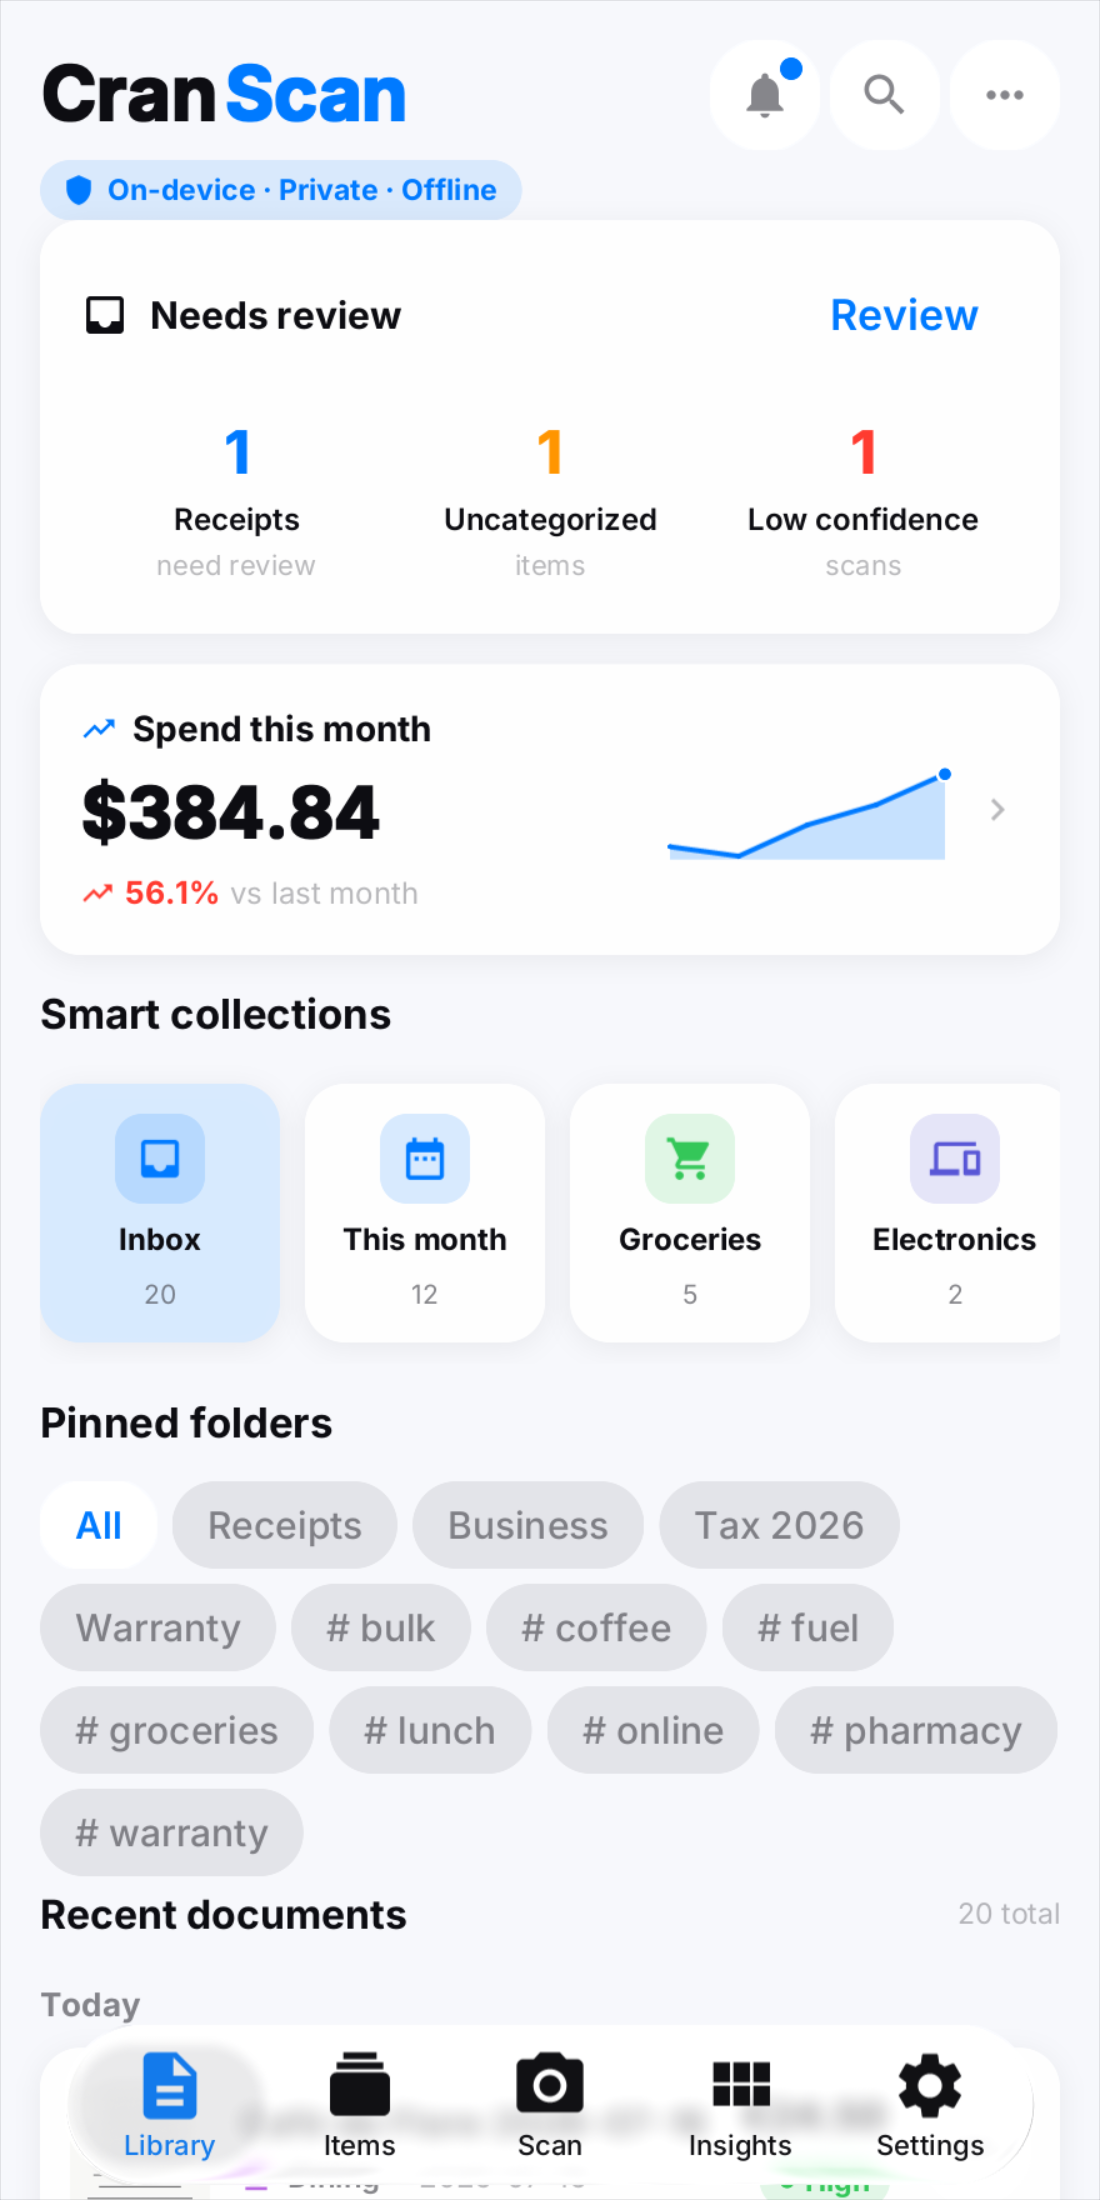 CranScan
On-device · Private · Offline
Needs review
Review
1
1
1
Receipts
Uncategorized
Low confidence
need review
items
scans
Spend this month
$384.84
56.1% vs last month
Smart collections
Inbox
This month
Groceries
Electronics
20
12
5
2
Pinned folders
All
Receipts
Business
Tax 2026
Warranty
# bulk
# coffee
# fuel
# groceries
# lunch
# online
# pharmacy
# warranty
Recent documents
20 total
Today
Library
Items
Scan
Insights
Settings
Dining
High